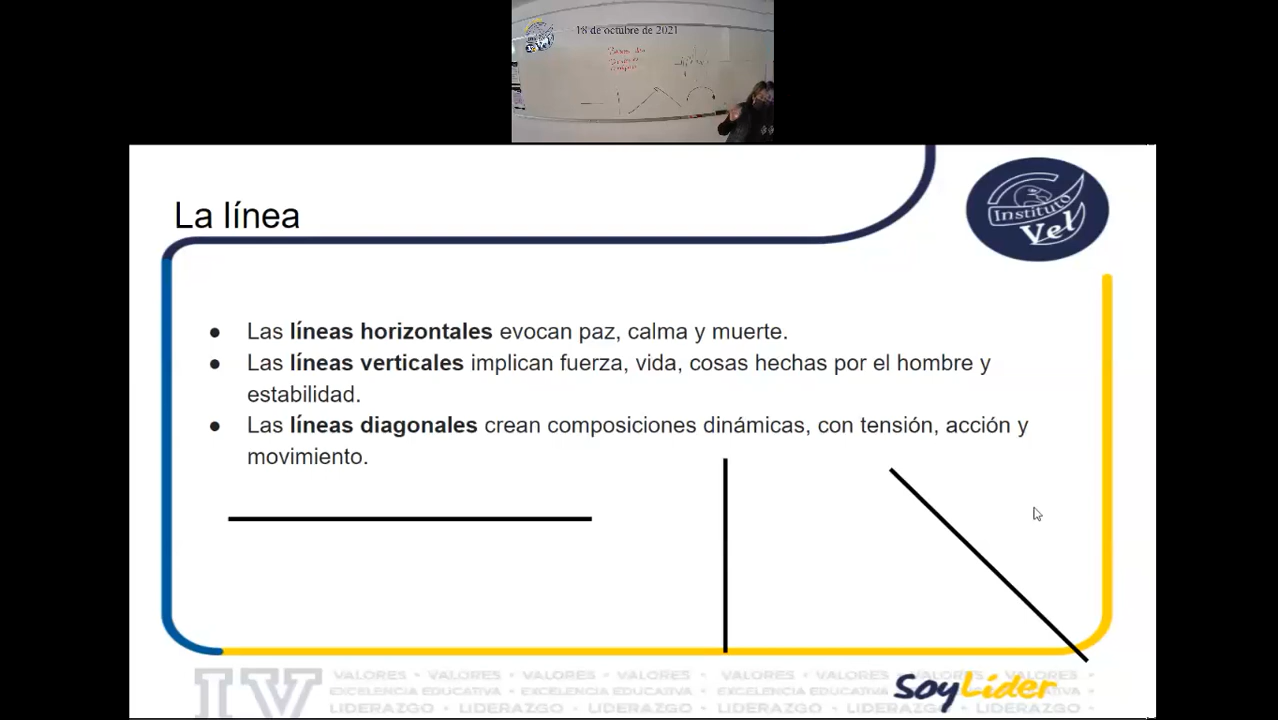 18 de octubre de 2021
La línea
Instituto
Vel
● Las líneas horizontales evocan paz, calma y muerte.
● Las líneas verticales implican fuerza, vida, cosas hechas por el hombre y
estabilidad.
● Las líneas diagonales crean composiciones dinámicas, con tensión, acción y
movimiento.
IV
VALORES • VALORES • VALORES • VALORES • VALORES • VALORES • VALORES • VALORES •
EXCELENCIA EDUCATIVA • EXCELENCIA EDUCATIVA • EXCELENCIA EDUCATIVA • EXCELENCIA EDUCATIVA •
LIDERAZGO • LIDERAZGO • LIDERAZGO • LIDERAZGO • LIDERAZGO • LIDERAZGO • LIDERAZGO
SoyLíder